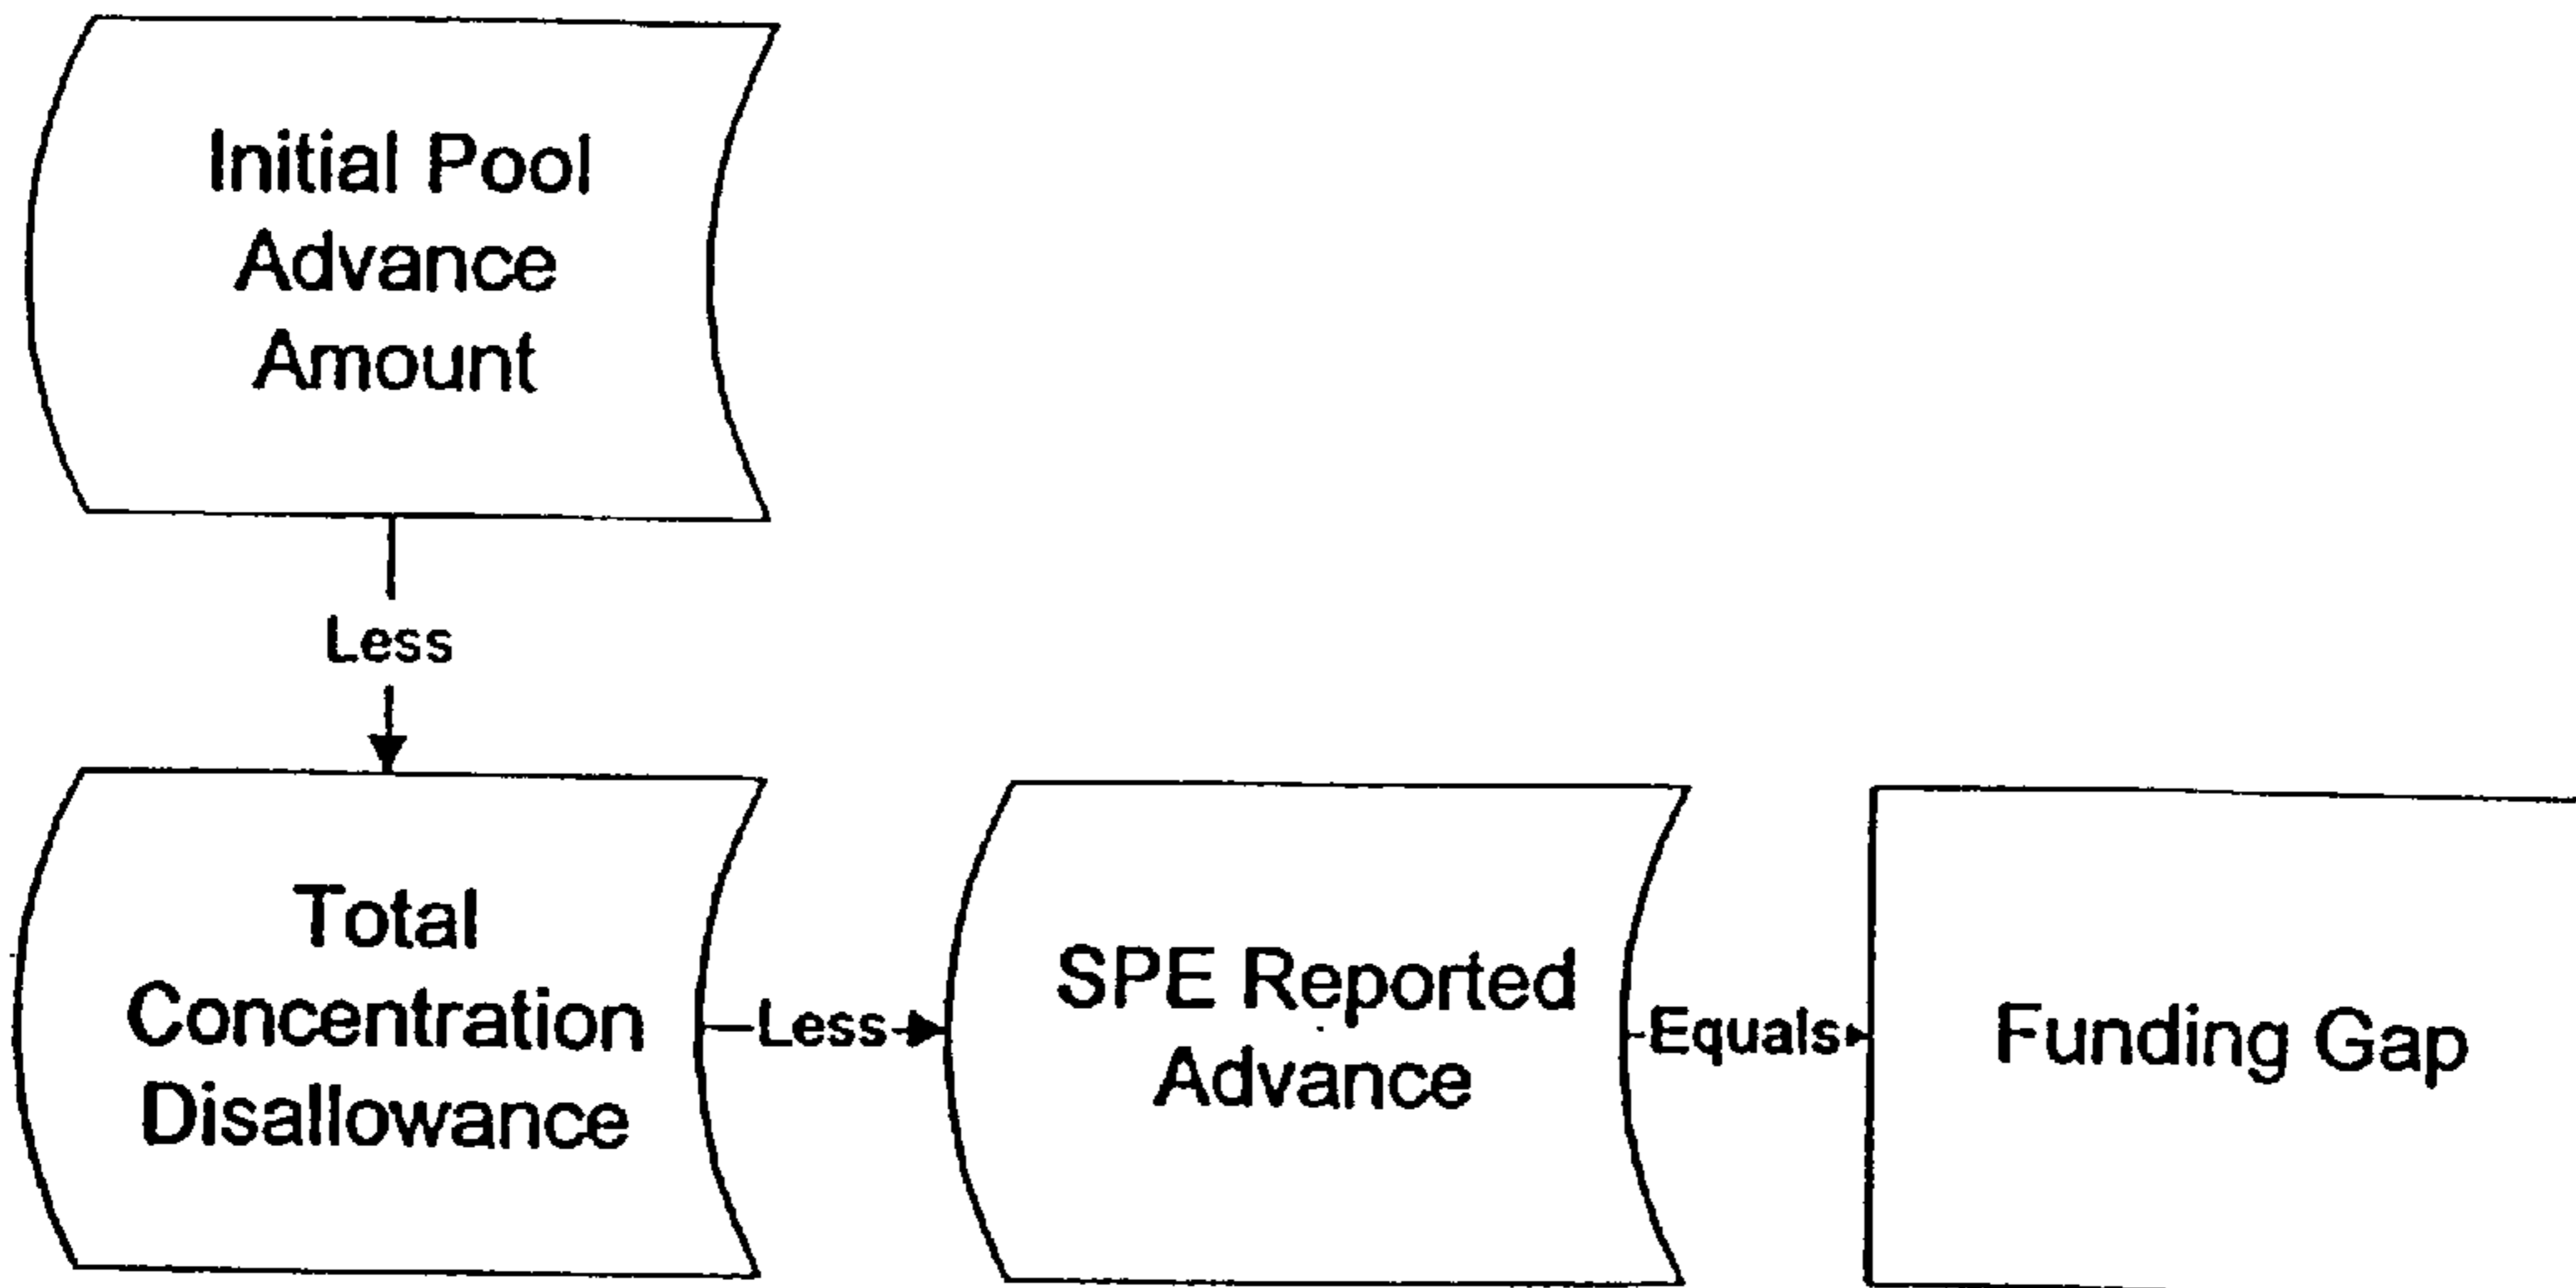 Initial Pool
Advance
Amount
Less
Total
Concentration
Disallowance
Less
SPE Reported
Advance
Equals
Funding Gap